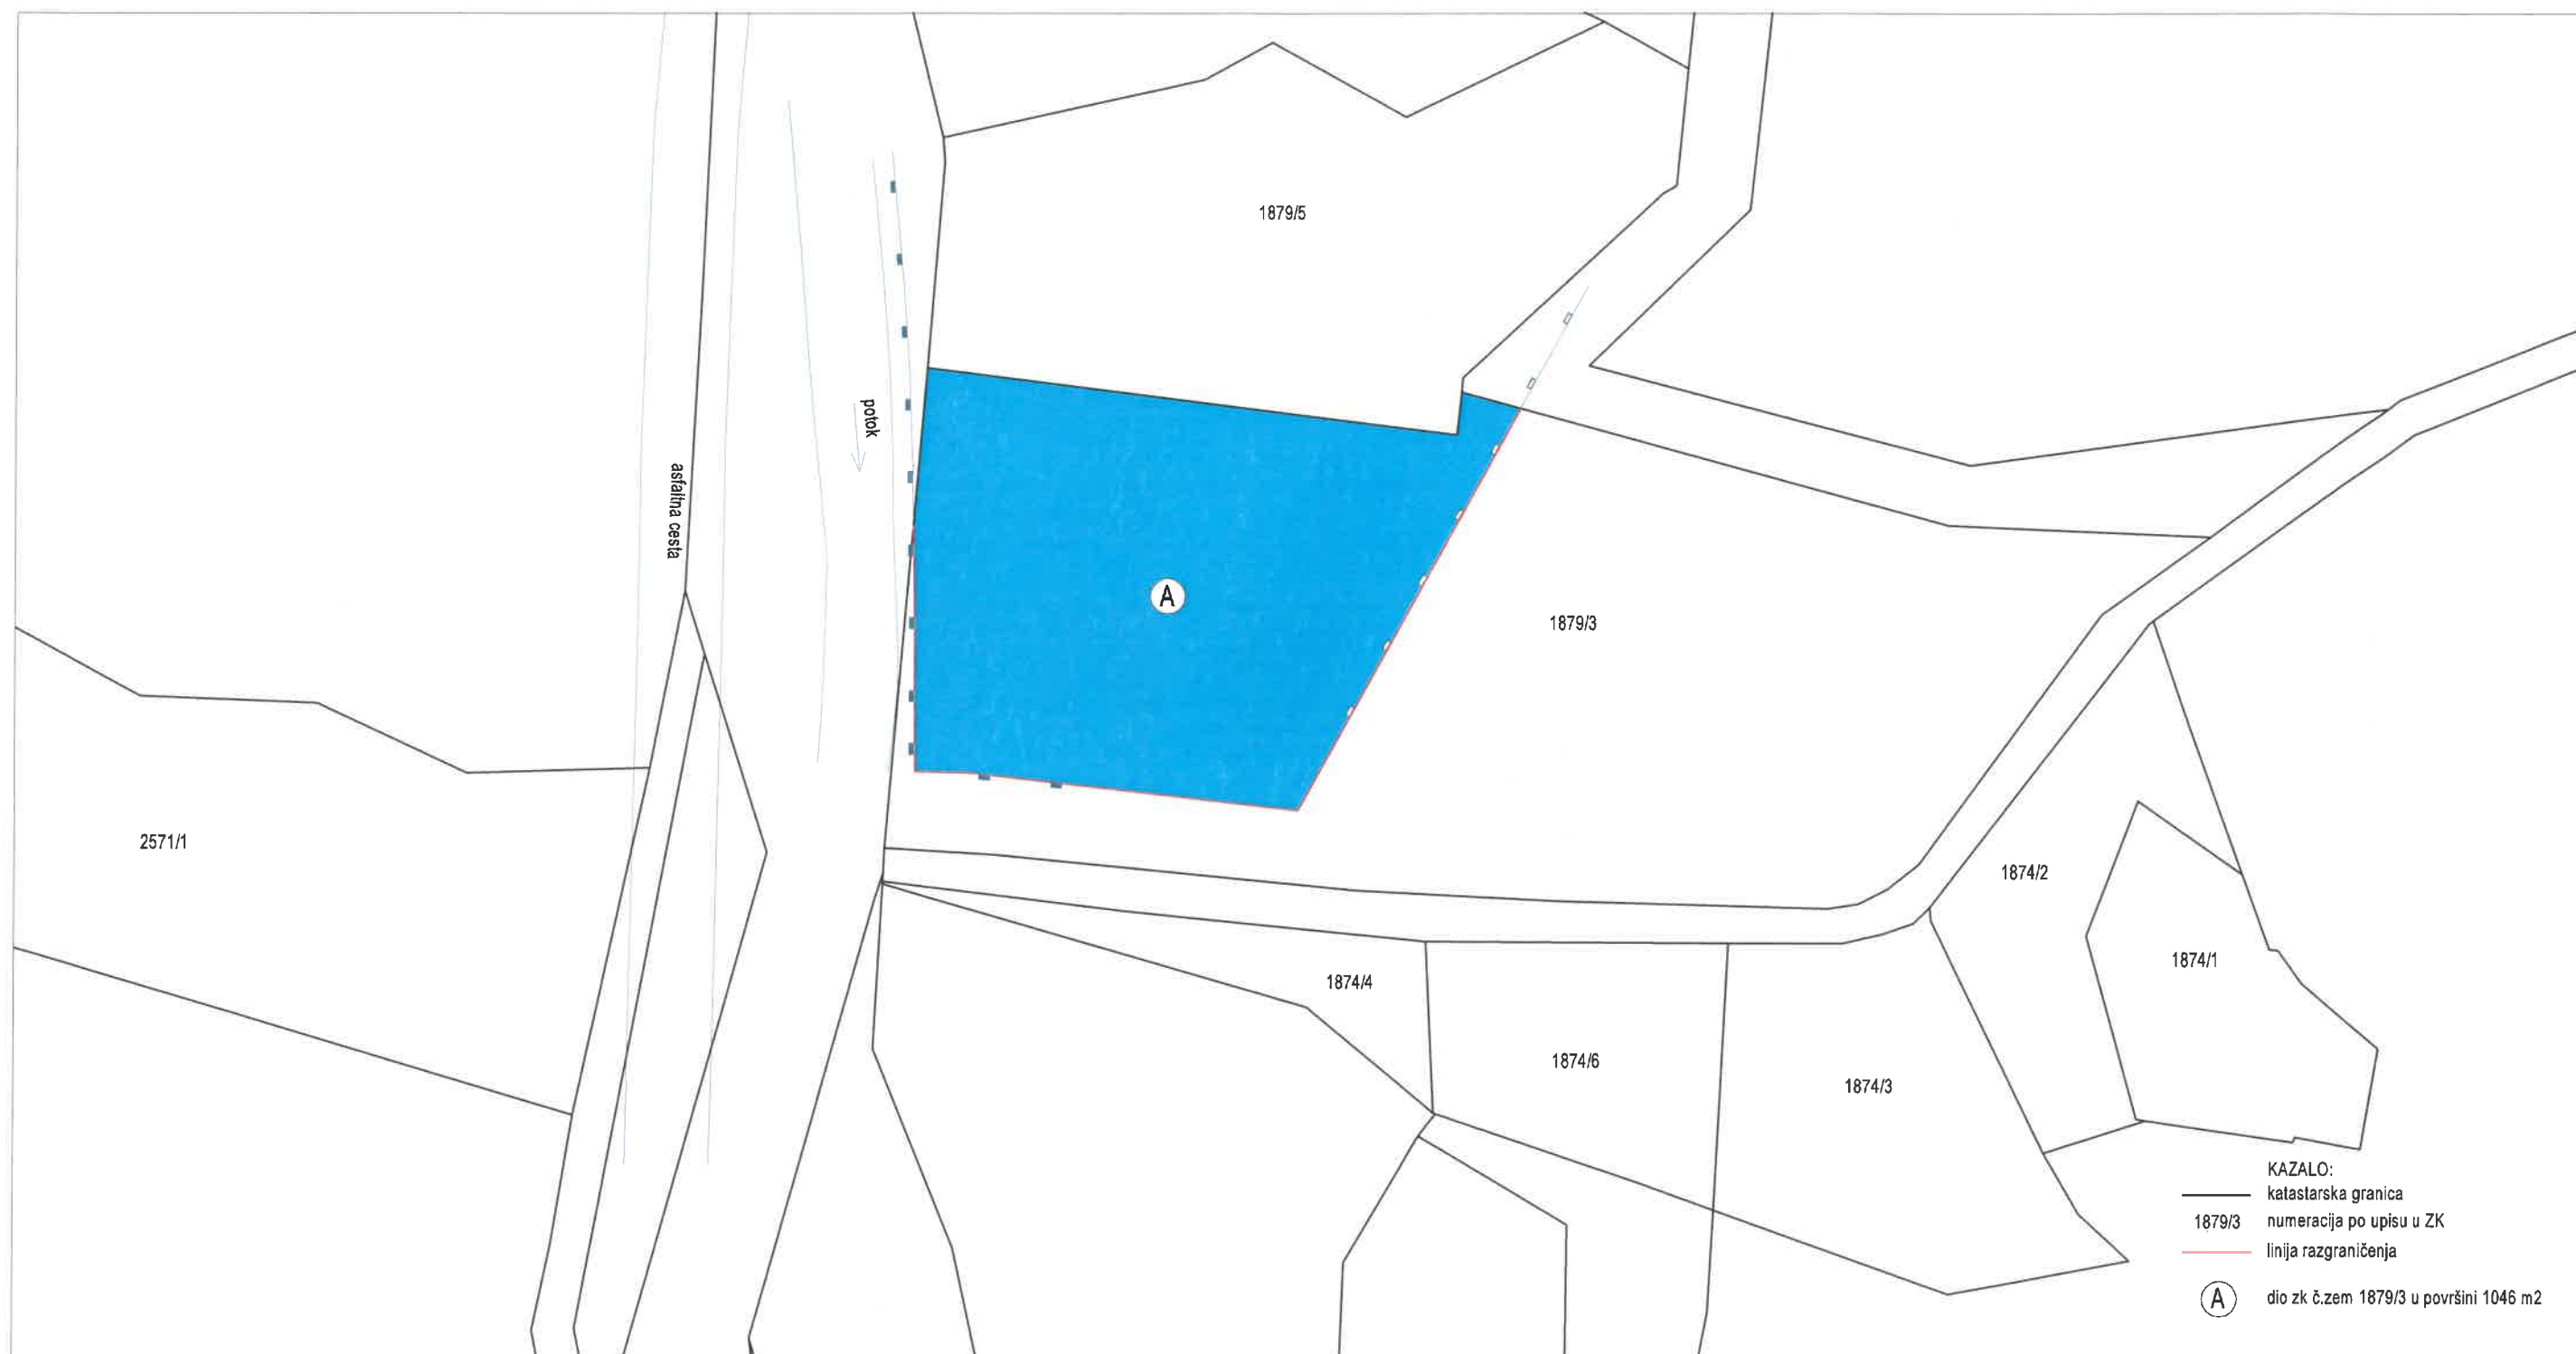 1879/5
potok
asfaltna cesta
A
1879/3
2571/1
1874/2
1874/1
1874/4
1874/6
1874/3
KAZALO:
katastarska granica
1879/3 numeracija po upisu u ZK
linija razgraničenja
A dio zk č.zem 1879/3 u površini 1046 m2